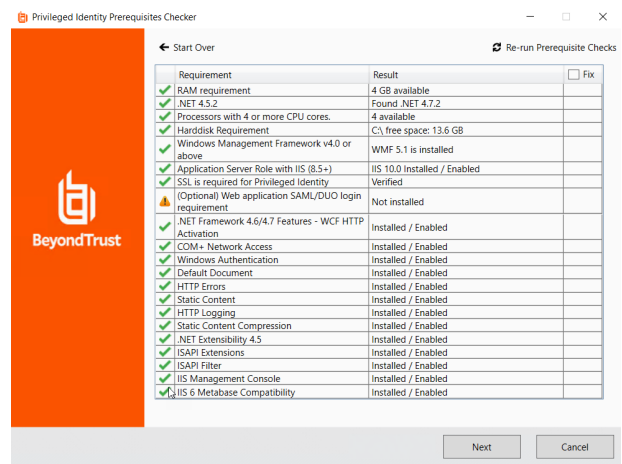 Privileged Identity Prerequisites Checker
Start Over
Re-run Prerequisite Checks
Requirement Result Fix
RAM requirement 4 GB available
.NET 4.5.2 Found .NET 4.7.2
Processors with 4 or more CPU cores. 4 available
Harddisk Requirement C:\ free space: 13.6 GB
Windows Management Framework v4.0 or
above WMF 5.1 is installed
Application Server Role with IIS (8.5+) IIS 10.0 Installed / Enabled
SSL is required for Privileged Identity Verified
(Optional) Web application SAML/DUO login
requirement Not installed
.NET Framework 4.6/4.7 Features - WCF HTTP
Activation Installed / Enabled
COM+ Network Access Installed / Enabled
Windows Authentication Installed / Enabled
Default Document Installed / Enabled
HTTP Errors Installed / Enabled
Static Content Installed / Enabled
HTTP Logging Installed / Enabled
Static Content Compression Installed / Enabled
.NET Extensibility 4.5 Installed / Enabled
ISAPI Extensions Installed / Enabled
ISAPI Filter Installed / Enabled
IIS Management Console Installed / Enabled
IIS 6 Metabase Compatibility Installed / Enabled
BeyondTrust
Next
Cancel